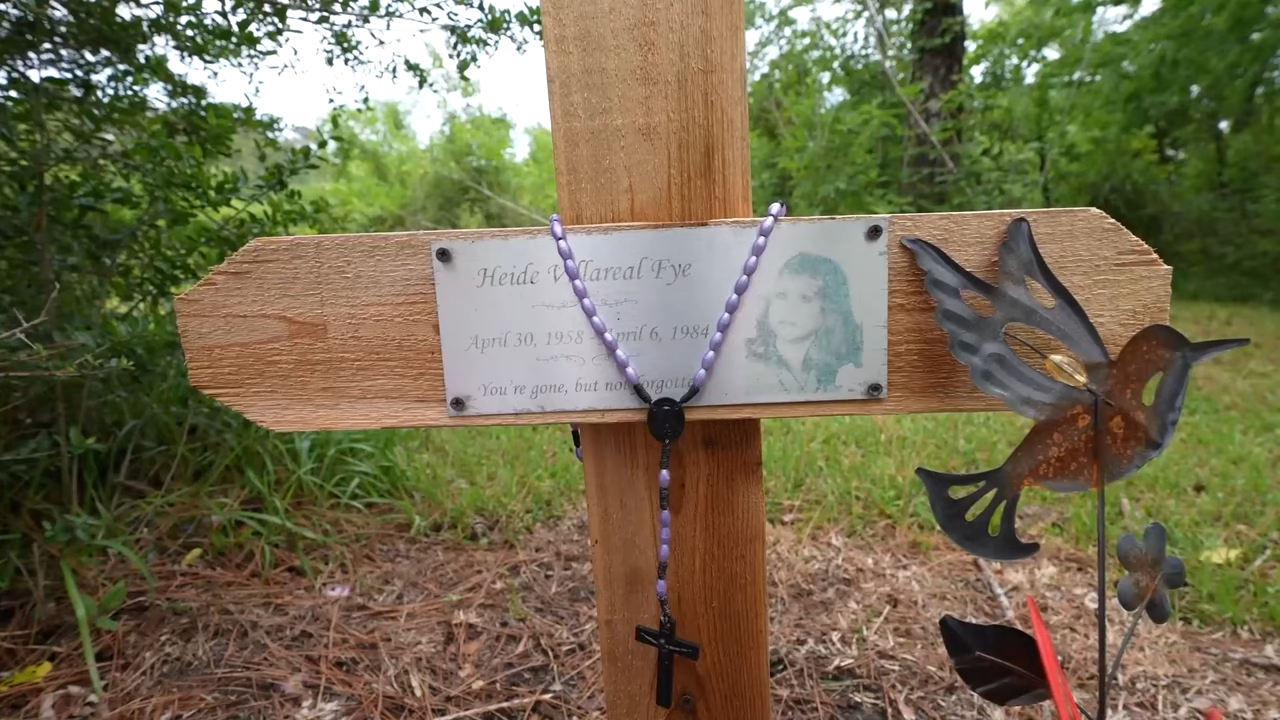 Heide Villareal Fye
April 30, 1958 - April 6, 1984
You're gone, but not forgotten